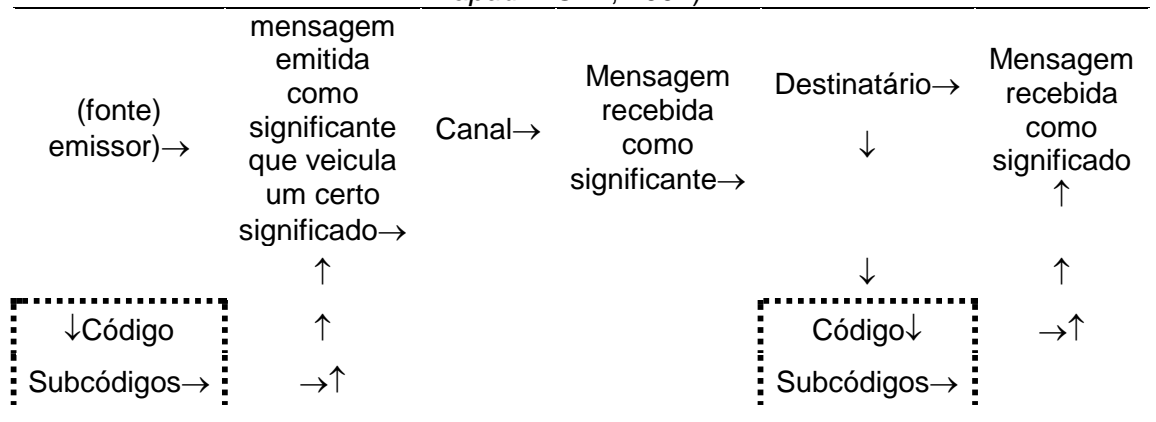 (fonte)
emissor)→
mensagem
emitida
como
significante
que veicula
um certo
significado→
Canal→
Mensagem
recebida
como
significante→
Destinatário→
↓
Mensagem
recebida
como
significado
↑
↑
↓
↑
↓Código
↑
Código↓
→↑
Subcódigos→
→↑
Subcódigos→